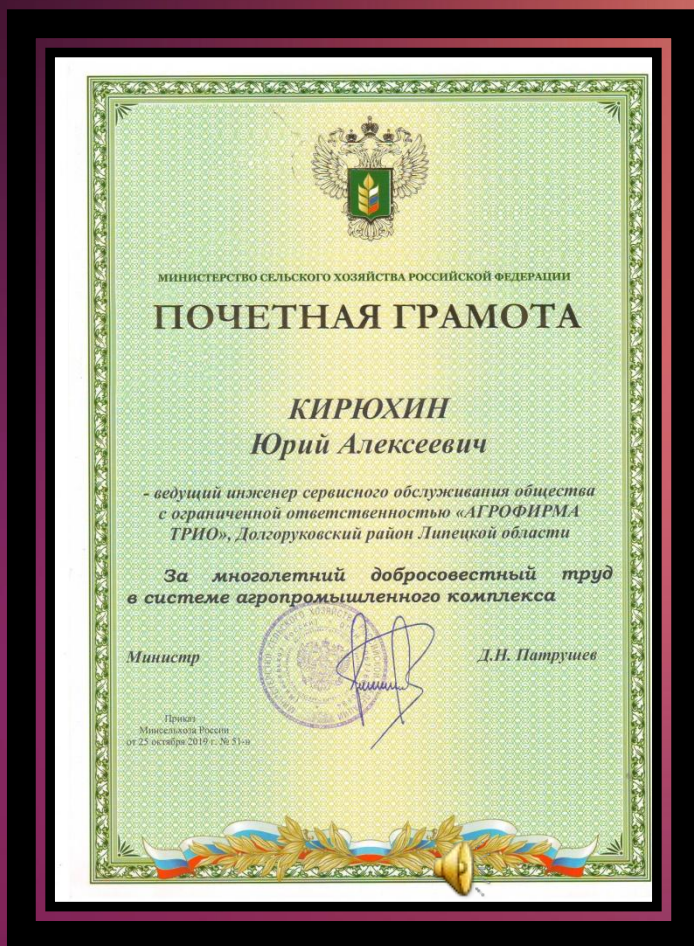 МИНИСТЕРСТВО СЕЛЬСКОГО ХОЗЯЙСТВА РОССИЙСКОЙ ФЕДЕРАЦИИ
ПОЧЕТНАЯ ГРАМОТА
КИРЮХИН
Юрий Алексеевич
- ведущий инженер сервисного обслуживания общества
с ограниченной ответственностью «АГРОФИРМА
ТРИО», Долгоруковский район Липецкой области
За многолетний добросовестный труд
в системе агропромышленного комплекса
Министр
Д.Н. Патрушев
Приказ
Минсельхоза России
от 25 октября 2019 г. № 51-н